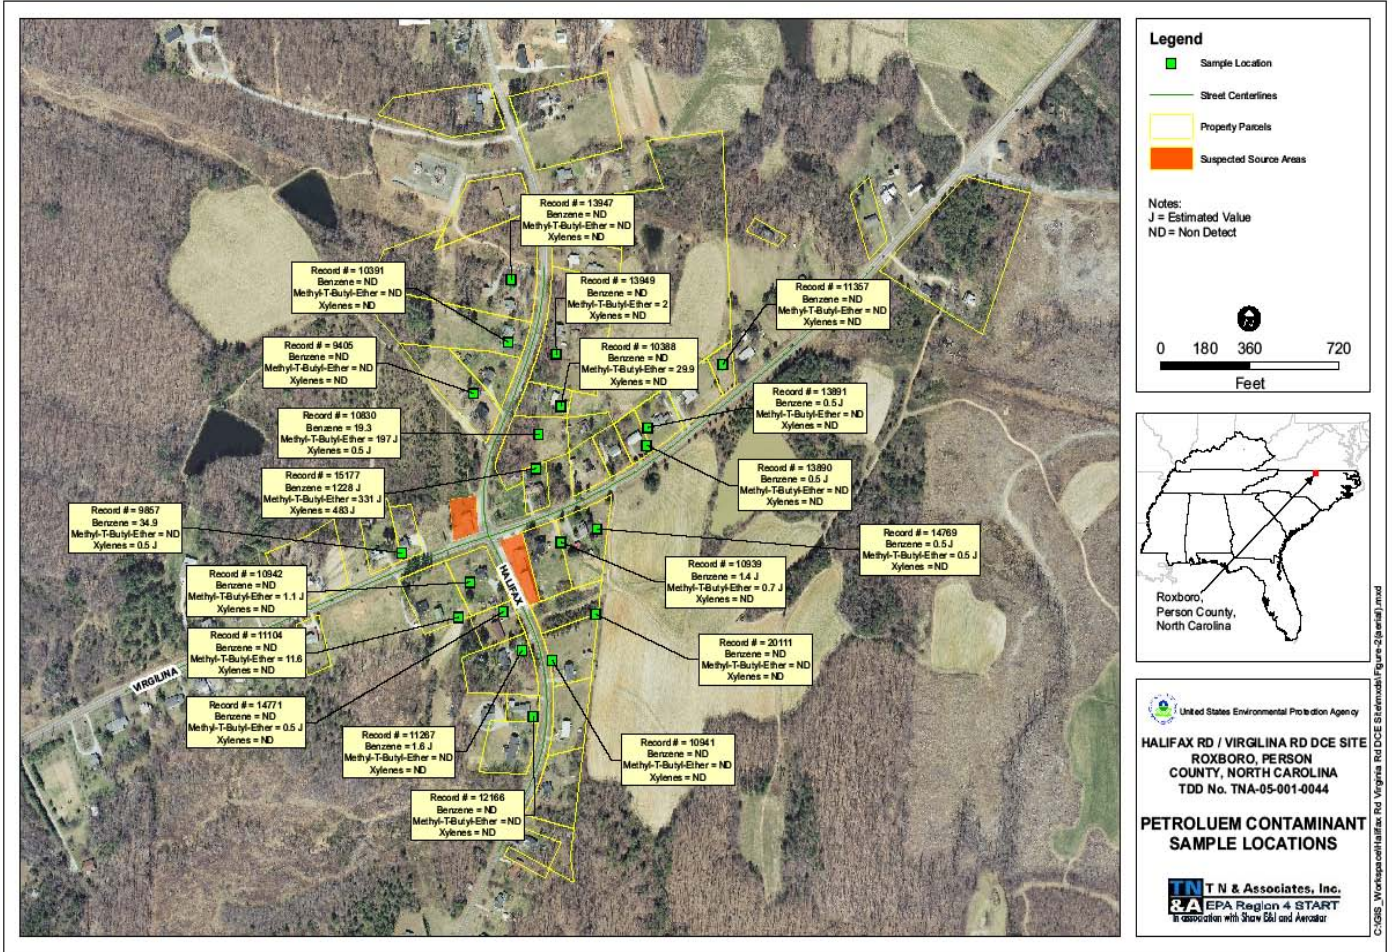 Record # = 13947
Benzene = ND
Methyl-T-Butyl-Ether = ND
Xylenes = ND
Record # = 10391
Benzene = ND
Methyl-T-Butyl-Ether = ND
Xylenes = ND
Record # = 13949
Benzene = ND
Methyl-T-Butyl-Ether = 2
Xylenes = ND
Record # = 11357
Benzene = ND
Methyl-T-Butyl-Ether = ND
Xylenes = ND
Record # = 9405
Benzene = ND
Methyl-T-Butyl-Ether = ND
Xylenes = ND
Record # = 10388
Benzene = ND
Methyl-T-Butyl-Ether = 29.9
Xylenes = ND
Record # = 13891
Benzene = 0.5 J
Methyl-T-Butyl-Ether = ND
Xylenes = ND
Record # = 10830
Benzene = 19.3
Methyl-T-Butyl-Ether = 197 J
Xylenes = 0.5 J
Record # = 13890
Benzene = 0.5 J
Methyl-T-Butyl-Ether = ND
Xylenes = ND
Record # = 15177
Benzene = 1228 J
Methyl-T-Butyl-Ether = 331 J
Xylenes = 483 J
Record # = 9857
Benzene = 34.9
Methyl-T-Butyl-Ether = ND
Xylenes = 0.5 J
Record # = 14769
Benzene = 0.5 J
Methyl-T-Butyl-Ether = 0.5 J
Xylenes = ND
Record # = 10942
Benzene = ND
Methyl-T-Butyl-Ether = 1.1 J
Xylenes = ND
HALIFAX
Record # = 10939
Benzene = 1.4 J
Methyl-T-Butyl-Ether = 0.7 J
Xylenes = ND
Record # = 11104
Benzene = ND
Methyl-T-Butyl-Ether = 11.6
Xylenes = ND
Record # = 20111
Benzene = ND
Methyl-T-Butyl-Ether = ND
Xylenes = ND
VIRGILINA
Record # = 14771
Benzene = ND
Methyl-T-Butyl-Ether = 0.5 J
Xylenes = ND
Record # = 11267
Benzene = 1.6 J
Methyl-T-Butyl-Ether = ND
Xylenes = ND
Record # = 10941
Benzene = ND
Methyl-T-Butyl-Ether = ND
Xylenes = ND
Record # = 12166
Benzene = ND
Methyl-T-Butyl-Ether = ND
Xylenes = ND
Legend
Sample Location
Street Centerlines
Property Parcels
Suspected Source Areas
Notes:
J = Estimated Value
ND = Non Detect
0 180 360 720
Feet
Roxboro,
Person County,
North Carolina
United States Environmental Protection Agency
HALIFAX RD / VIRGILINA RD DCE SITE
ROXBORO, PERSON
COUNTY, NORTH CAROLINA
TDD No. TNA-05-001-0044
PETROLUEM CONTAMINANT
SAMPLE LOCATIONS
TN
&A
T N & Associates, Inc.
EPA Region 4 START
In association with Shaw E&I and Aerostar
C:\GIS_Workspace\Halifax Rd Virginia Rd DCE Site\mxds\Figure-2(aerial).mxd